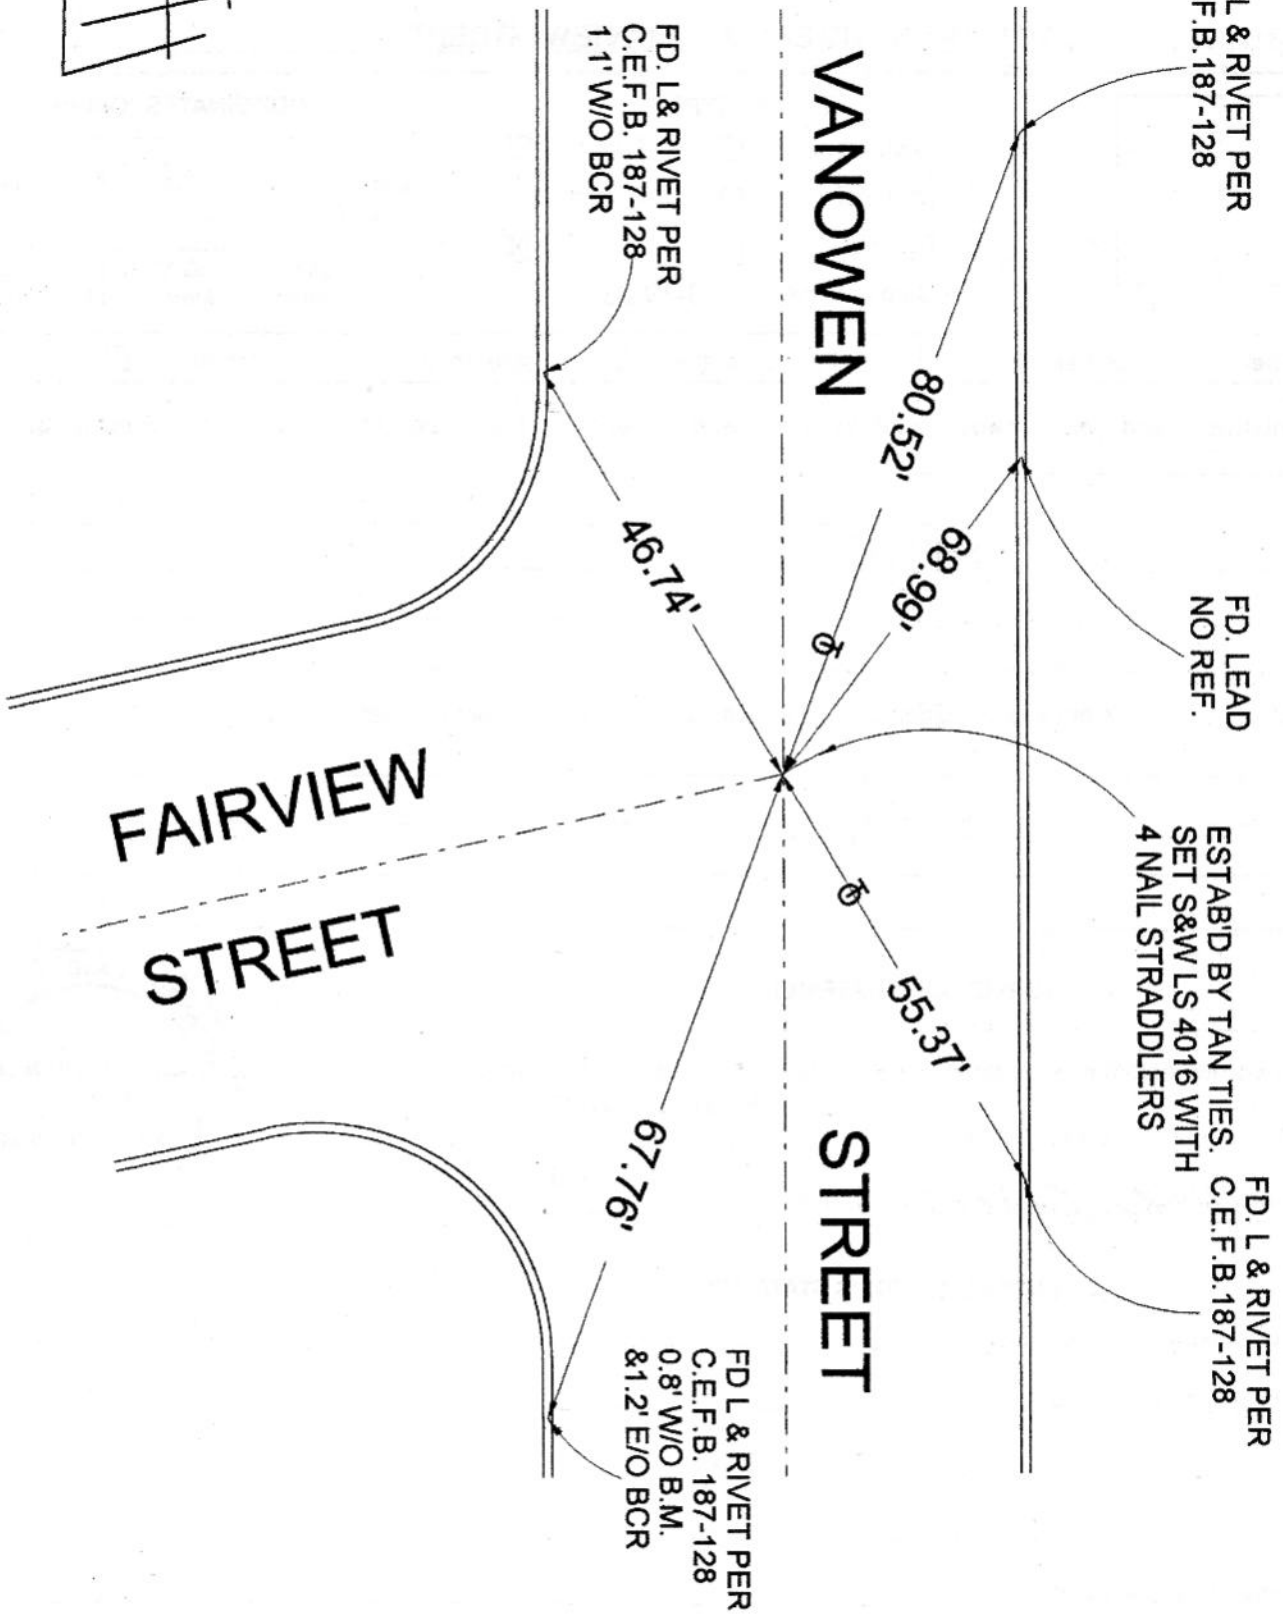 L & RIVET PER
F.B.187-128
FD. LEAD
NO REF.
ESTAB'D BY TAN TIES.
SET S&W LS 4016 WITH
4 NAIL STRADDLERS
FD. L & RIVET PER
C.E.F.B.187-128
VANOWEN
STREET
80.52'
68.99'
55.37'
FD. L& RIVET PER
C.E.F.B. 187-128
1.1' W/O BCR
46.74'
67.76'
FD L & RIVET PER
C.E.F.B. 187-128
0.8' W/O B.M.
&1.2' E/O BCR
FAIRVIEW
STREET